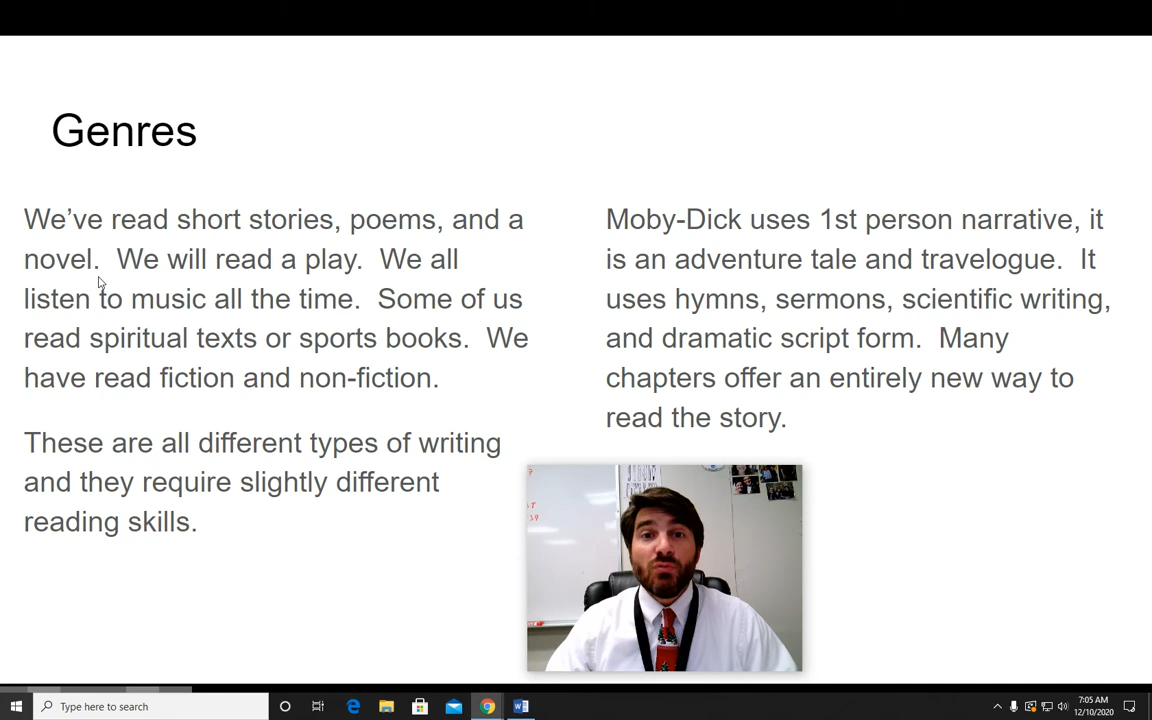 Genres
We've read short stories, poems, and a
novel.  We will read a play.  We all
listen to music all the time.  Some of us
read spiritual texts or sports books.  We
have read fiction and non-fiction.
These are all different types of writing
and they require slightly different
reading skills.
Moby-Dick uses 1st person narrative, it
is an adventure tale and travelogue.  It
uses hymns, sermons, scientific writing,
and dramatic script form.  Many
chapters offer an entirely new way to
read the story.
Type here to search
7:05 AM
12/10/2020